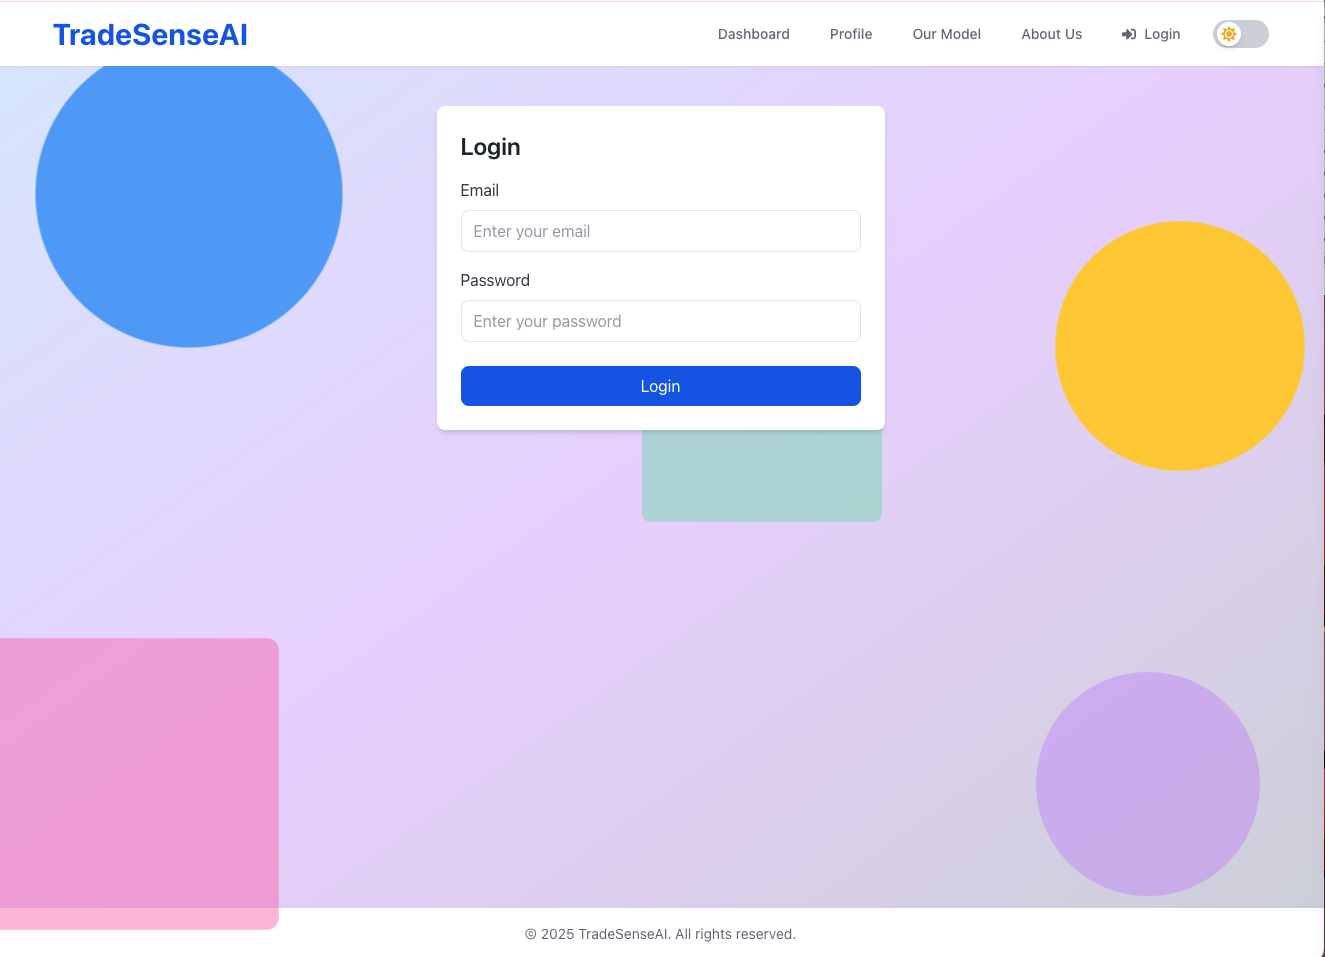 TradeSenseAI
Dashboard Profile Our Model About Us Login
Login
Email
Enter your email
Password
Enter your password
Login
© 2025 TradeSenseAI. All rights reserved.